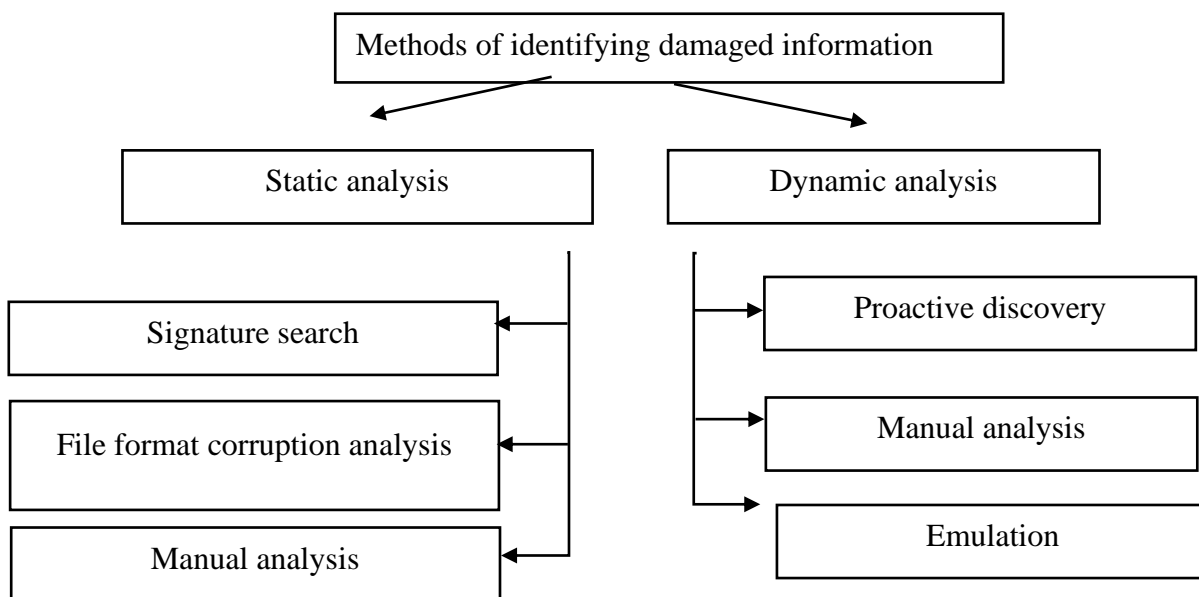 Methods of identifying damaged information
Static analysis
Dynamic analysis
Signature search
File format corruption analysis
Manual analysis
Proactive discovery
Manual analysis
Emulation